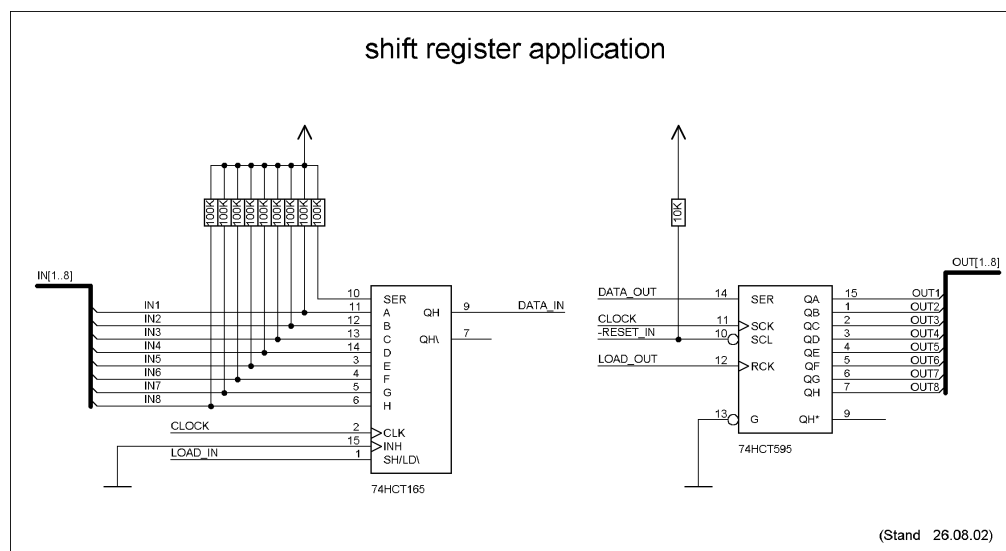 shift register application
100K 100K 100K 100K 100K 100K 100K 100K 100K
IN[1..8]
IN1
IN2
IN3
IN4
IN5
IN6
IN7
IN8
CLOCK
LOAD_IN
10
11
12
13
14
3
4
5
6
2
15
1
SER
A
B
C
D
E
F
G
H
CLK
INH
SH/LD\
QH
QH\
9
7
DATA_IN
74HCT165
10K
DATA_OUT
CLOCK
-RESET_IN
LOAD_OUT
14
11
10
12
13
SER
SCK
SCL
RCK
G
QA
QB
QC
QD
QE
QF
QG
QH
QH*
15
1
2
3
4
5
6
7
9
OUT1
OUT2
OUT3
OUT4
OUT5
OUT6
OUT7
OUT8
OUT[1..8]
74HCT595
(Stand 26.08.02)